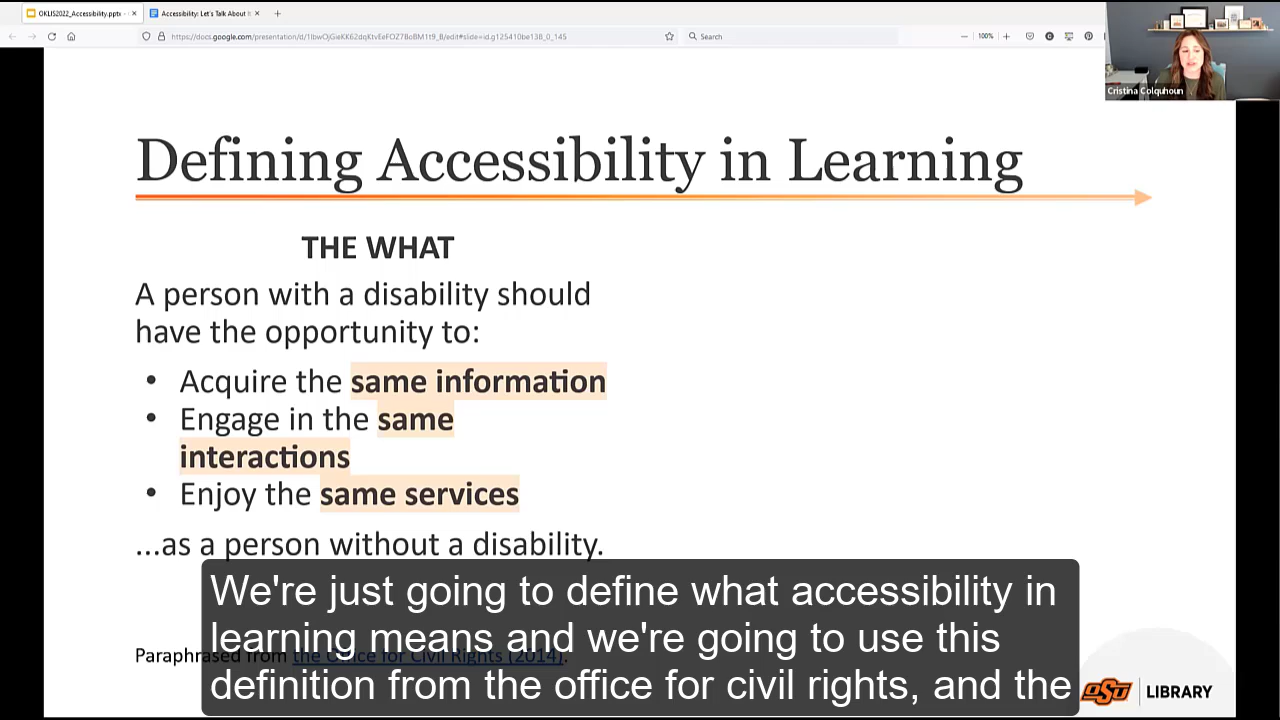 OKLIS2022_Accessibility.pptx -
Accessibility: Let's Talk About I
https://docs.google.com/presentation/d/1lbwOjGieKK62dqKtvEeFOZ7BoBM1t9_B/edit#slide=id.g125410be13B_0_145
100%
Search
Cristina Colquhoun
Defining Accessibility in Learning
THE WHAT
A person with a disability should
have the opportunity to:
• Acquire the same information
• Engage in the same
interactions
• Enjoy the same services
...as a person without a disability.
Paraphrased from the Office for Civil Rights (2014).
We're just going to define what accessibility in
learning means and we're going to use this
definition from the office for civil rights, and the
OSU LIBRARY